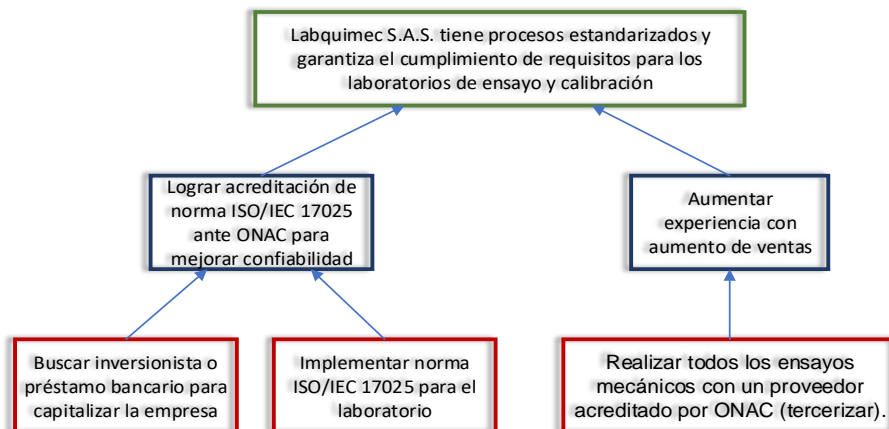 Labquimec S.A.S. tiene procesos estandarizados y
garantiza el cumplimiento de requisitos para los
laboratorios de ensayo y calibración
Lograr acreditación de
norma ISO/IEC 17025
ante ONAC para
mejorar confiabilidad
Aumentar
experiencia con
aumento de ventas
Buscar inversionista o
préstamo bancario para
capitalizar la empresa
Implementar norma
ISO/IEC 17025 para el
laboratorio
Realizar todos los ensayos
mecánicos con un proveedor
acreditado por ONAC (tercerizar).